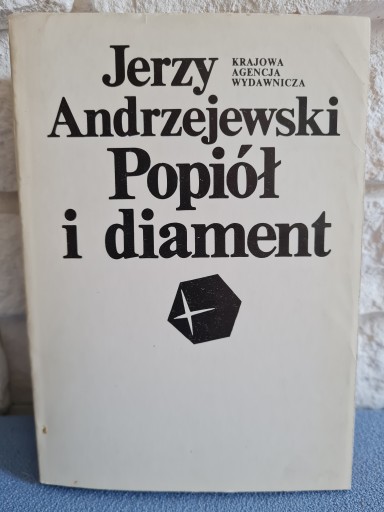 Jerzy
KRAJOWA
AGENCJA
WYDAWNICZA
Andrzejewski
Popiół
i diament